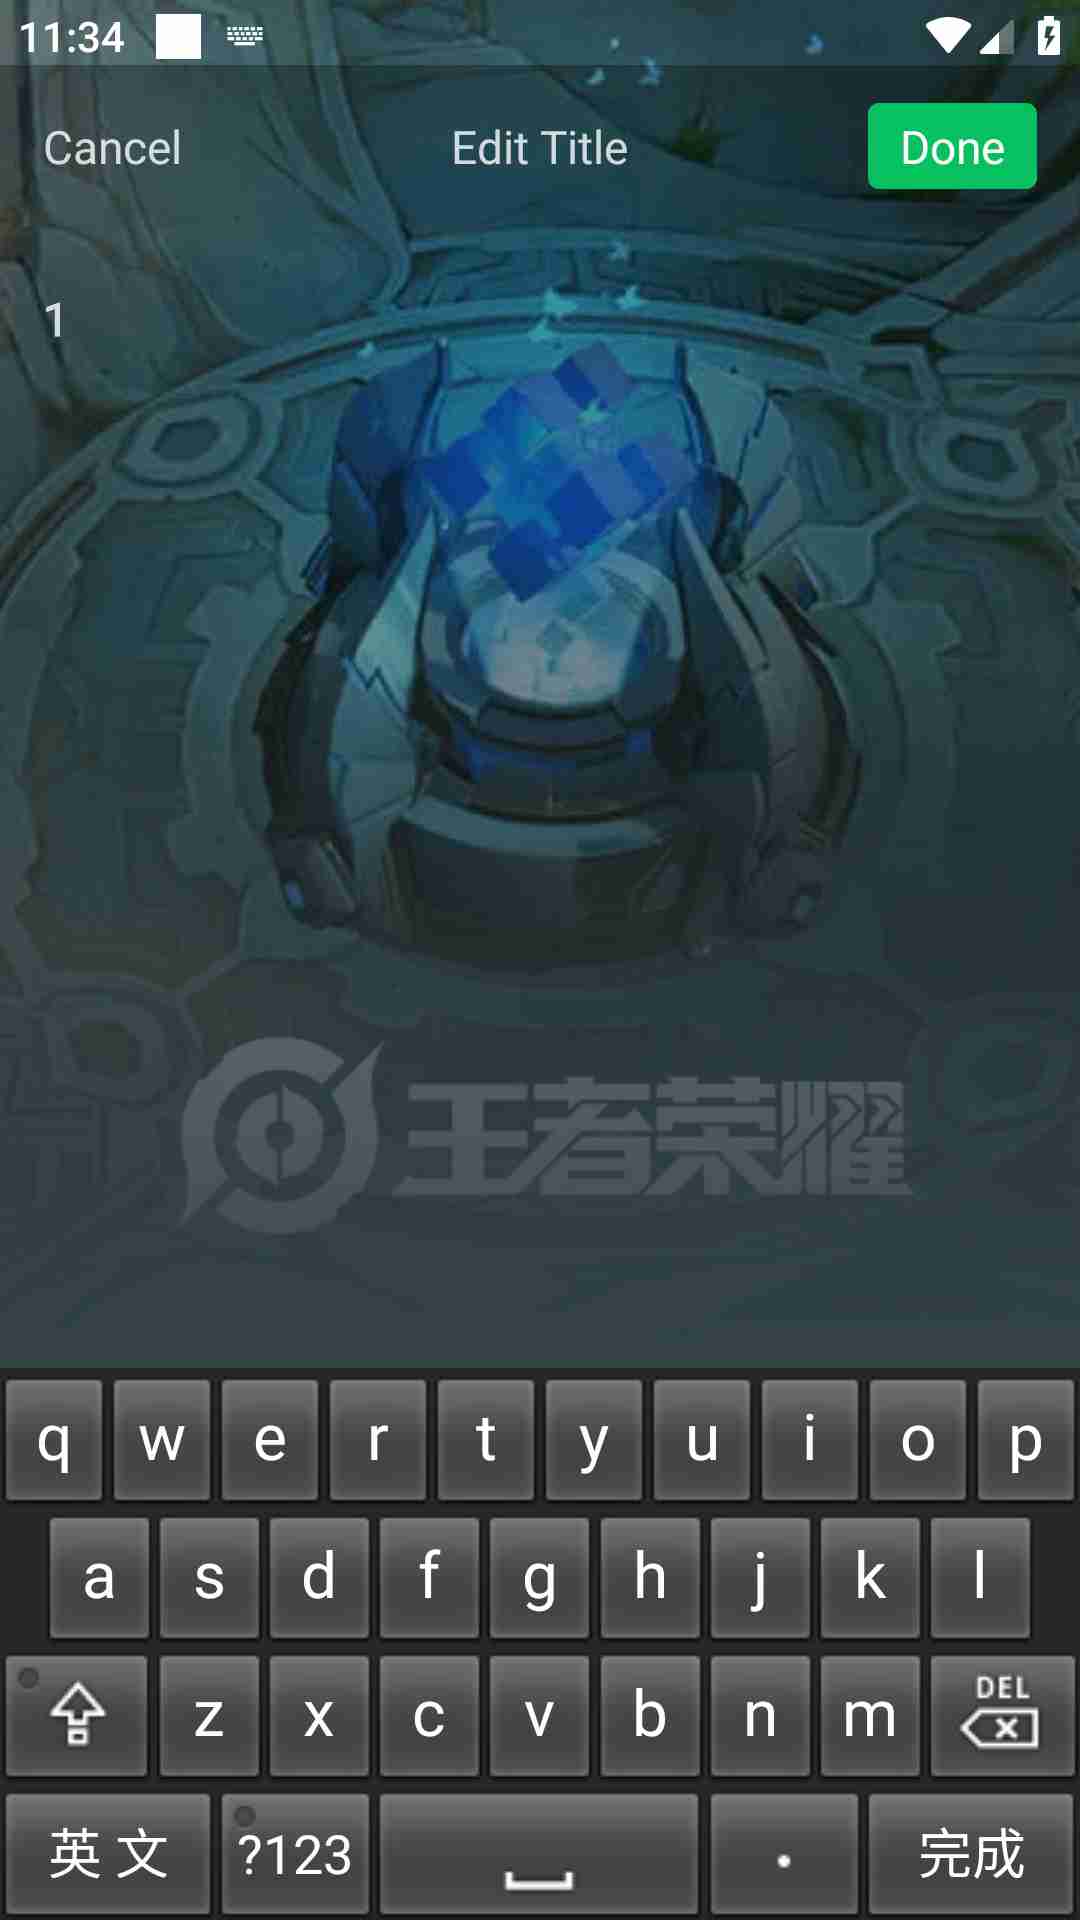 11:34
Cancel Edit Title Done
1
王者荣耀
q w e r t y u i o p
a s d f g h j k l
z x c v b n m DEL
英文 ?123 . 完成